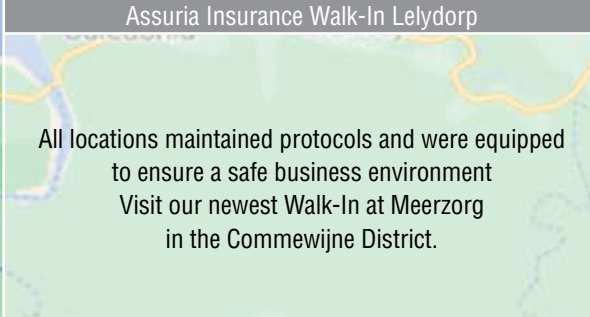 Assuria Insurance Walk-In Lelydorp
All locations maintained protocols and were equipped
to ensure a safe business environment
Visit our newest Walk-In at Meerzorg
in the Commewijne District.